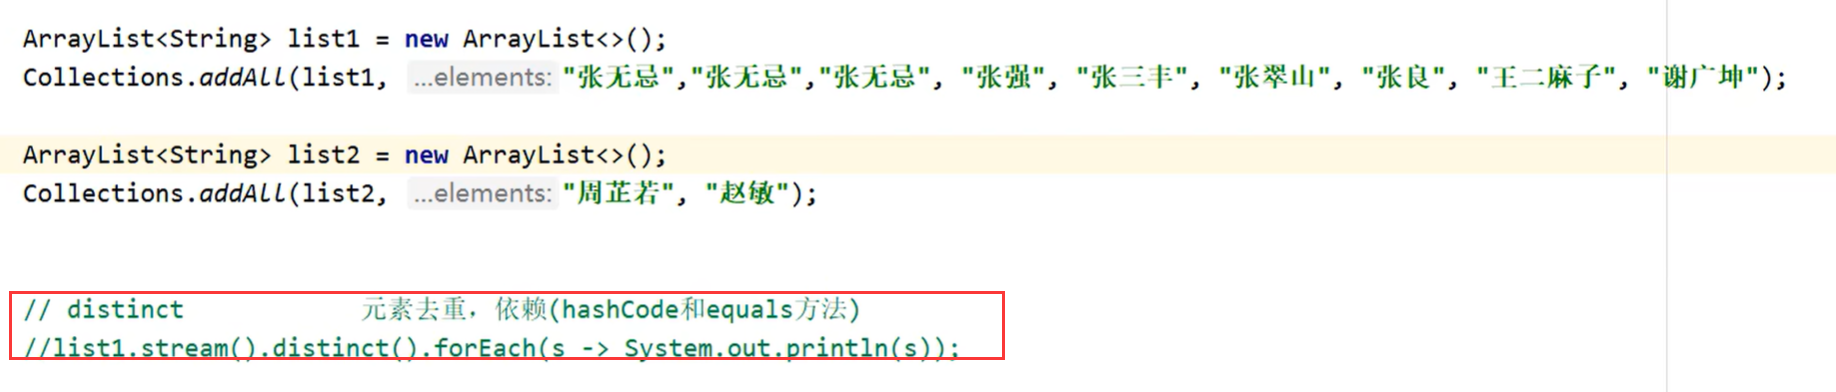 ArrayList<String> list1 = new ArrayList<>();
Collections.addAll(list1, ...elements: "张无忌","张无忌","张无忌", "张强", "张三丰", "张翠山", "张良", "王二麻子", "谢广坤");
ArrayList<String> list2 = new ArrayList<>();
Collections.addAll(list2, ...elements: "周芷若", "赵敏");
// distinct 元素去重，依赖(hashCode和equals方法)
//list1.stream().distinct().forEach(s -> System.out.println(s));